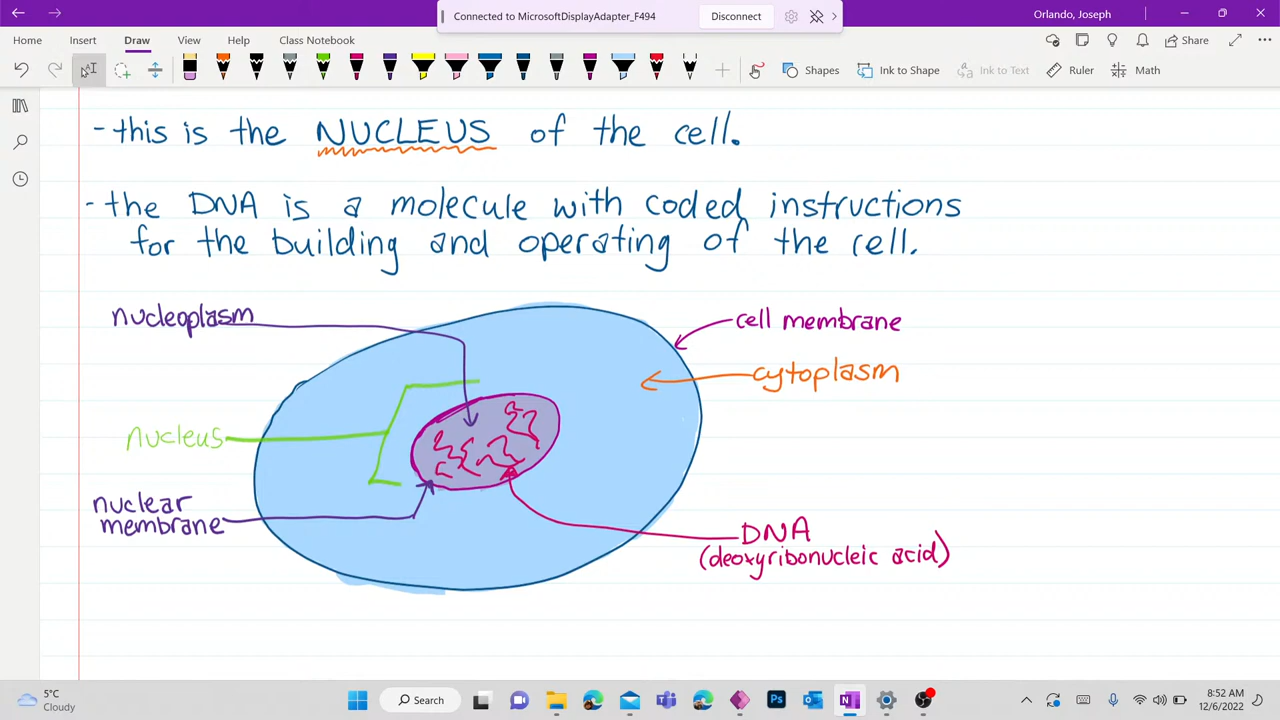 Connected to MicrosoftDisplayAdapter_F494
Disconnect
Orlando, Joseph
Home Insert Draw View Help Class Notebook
Share
Shapes Ink to Shape Ink to Text Ruler Math
- this is the NUCLEUS of the cell.
- the DNA is a molecule with coded instructions
for the building and operating of the cell.
nucleoplasm
cell membrane
cytoplasm
nucleus
nuclear
membrane
DNA
(deoxyribonucleic acid)
5°C
Cloudy
Search
Ps
N
8:52 AM
12/6/2022